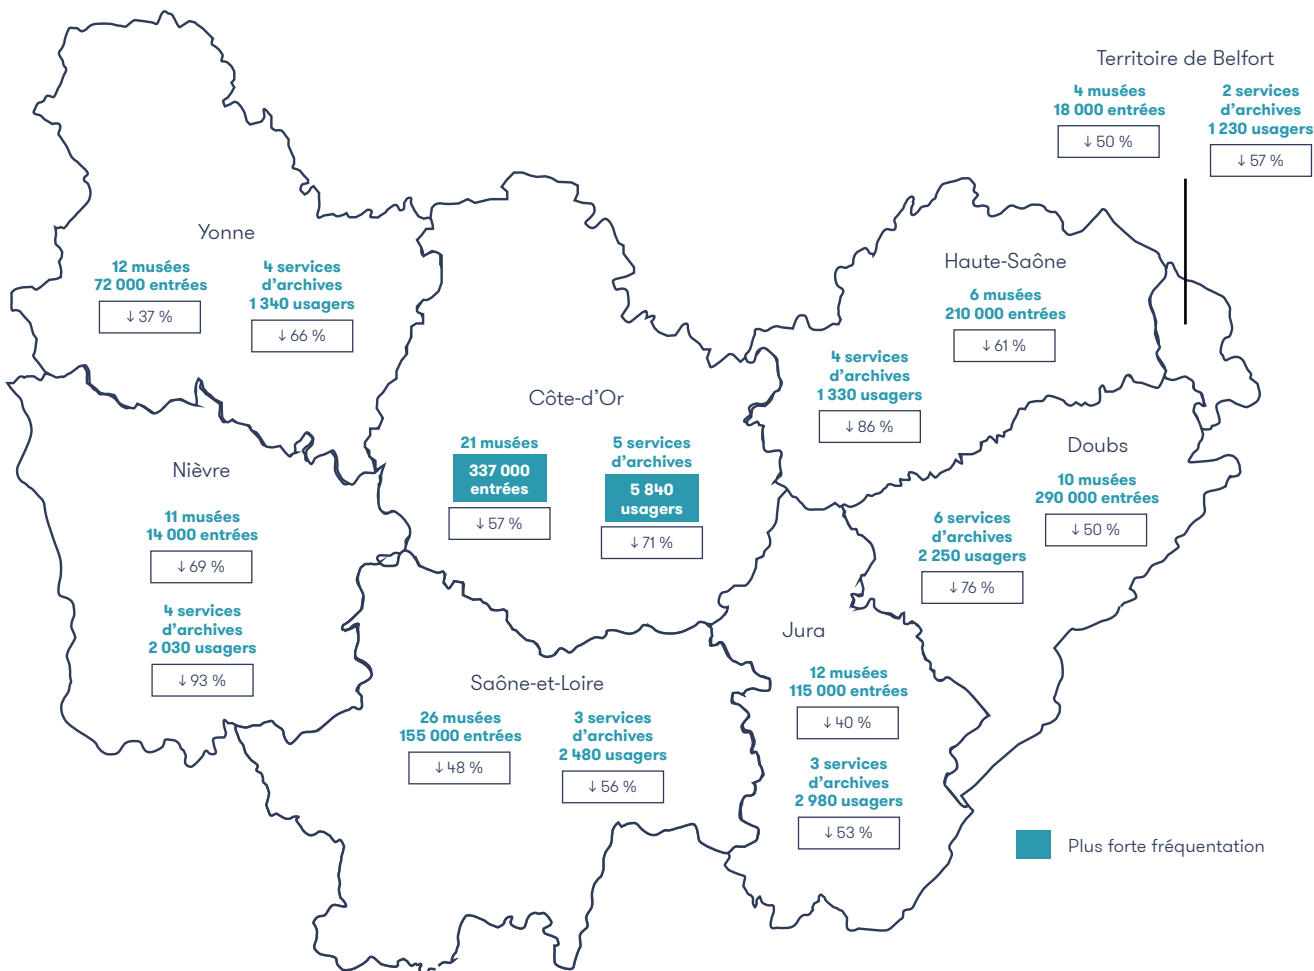 Territoire de Belfort
4 musées
18 000 entrées
↓ 50 %
2 services
d'archives
1 230 usagers
↓ 57 %
Yonne
12 musées
72 000 entrées
↓ 37 %
4 services
d'archives
1 340 usagers
↓ 66 %
Haute-Saône
6 musées
210 000 entrées
↓ 61 %
4 services
d'archives
1 330 usagers
↓ 86 %
Côte-d'Or
21 musées
337 000
entrées
↓ 57 %
5 services
d'archives
5 840
usagers
↓ 71 %
Doubs
10 musées
290 000 entrées
↓ 50 %
6 services
d'archives
2 250 usagers
↓ 76 %
Nièvre
11 musées
14 000 entrées
↓ 69 %
4 services
d'archives
2 030 usagers
↓ 93 %
Jura
12 musées
115 000 entrées
↓ 40 %
3 services
d'archives
2 980 usagers
↓ 53 %
Saône-et-Loire
26 musées
155 000 entrées
↓ 48 %
3 services
d'archives
2 480 usagers
↓ 56 %
Plus forte fréquentation